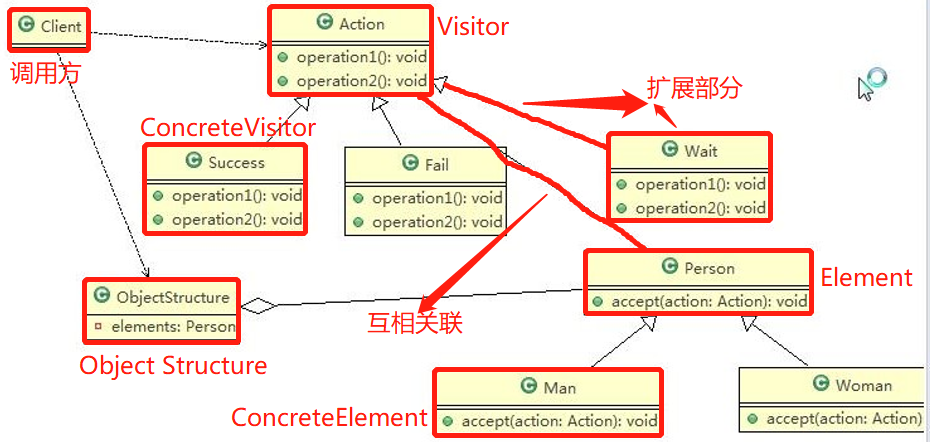 Client
调用方
Action
operation1(): void
operation2(): void
Visitor
扩展部分
ConcreteVisitor
Success
operation1(): void
operation2(): void
Fail
operation1(): void
operation2(): void
Wait
operation1(): void
operation2(): void
ObjectStructure
elements: Person
Object Structure
互相关联
Person
accept(action: Action): void
Element
ConcreteElement
Man
accept(action: Action): void
Woman
accept(action: Action)